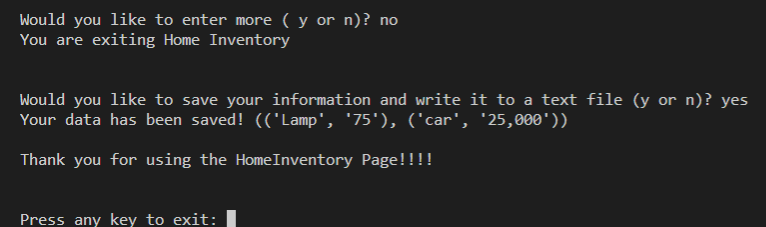 Would you like to enter more ( y or n)? no
You are exiting Home Inventory
Would you like to save your information and write it to a text file (y or n)? yes
Your data has been saved! (('Lamp', '75'), ('car', '25,000'))
Thank you for using the HomeInventory Page!!!!
Press any key to exit: